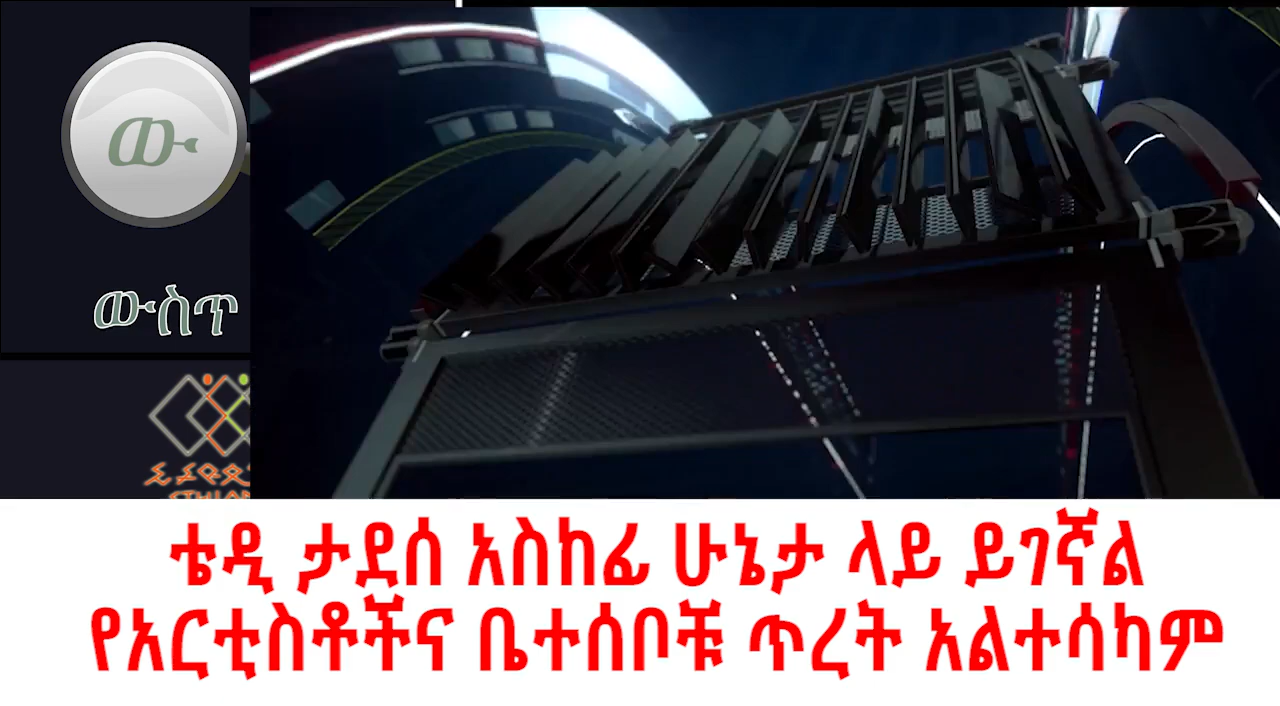 ው
ውስጥ
ቴዲ ታደሰ አስከፊ ሁኔታ ላይ ይገኛል
የአርቲስቶችና ቤተሰቦቹ ጥረት አልተሳካም